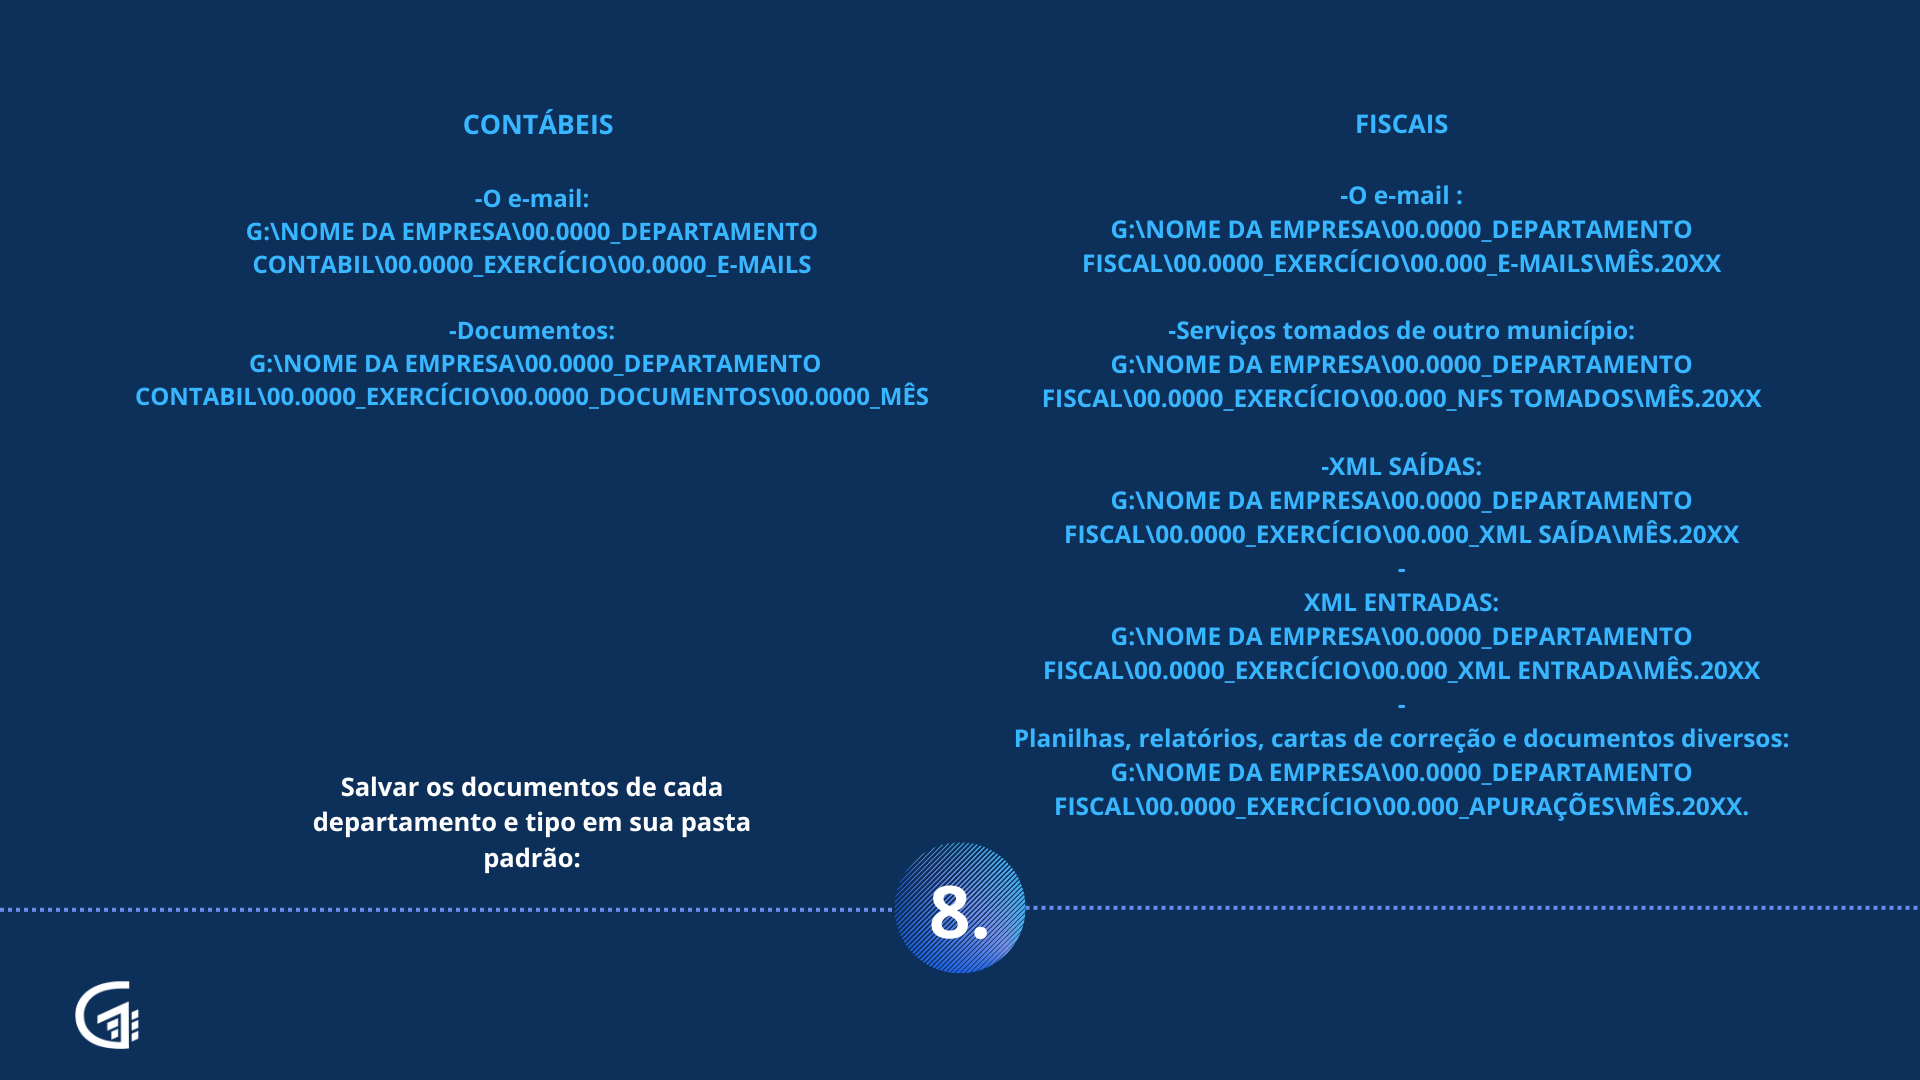 CONTÁBEIS
-O e-mail:
G:\NOME DA EMPRESA\00.0000_DEPARTAMENTO
CONTABIL\00.0000_EXERCÍCIO\00.0000_E-MAILS
-Documentos:
G:\NOME DA EMPRESA\00.0000_DEPARTAMENTO
CONTABIL\00.0000_EXERCÍCIO\00.0000_DOCUMENTOS\00.0000_MÊS
FISCAIS
-O e-mail :
G:\NOME DA EMPRESA\00.0000_DEPARTAMENTO
FISCAL\00.0000_EXERCÍCIO\00.000_E-MAILS\MÊS.20XX
-Serviços tomados de outro município:
G:\NOME DA EMPRESA\00.0000_DEPARTAMENTO
FISCAL\00.0000_EXERCÍCIO\00.000_NFS TOMADOS\MÊS.20XX
-XML SAÍDAS:
G:\NOME DA EMPRESA\00.0000_DEPARTAMENTO
FISCAL\00.0000_EXERCÍCIO\00.000_XML SAÍDA\MÊS.20XX
-
XML ENTRADAS:
G:\NOME DA EMPRESA\00.0000_DEPARTAMENTO
FISCAL\00.0000_EXERCÍCIO\00.000_XML ENTRADA\MÊS.20XX
-
Planilhas, relatórios, cartas de correção e documentos diversos:
G:\NOME DA EMPRESA\00.0000_DEPARTAMENTO
FISCAL\00.0000_EXERCÍCIO\00.000_APURAÇÕES\MÊS.20XX.
Salvar os documentos de cada
departamento e tipo em sua pasta
padrão:
8.